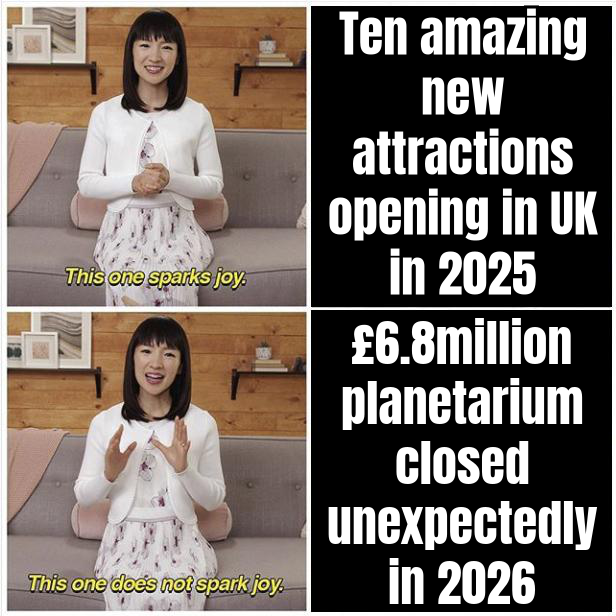 This one sparks joy.
Ten amazing
new
attractions
opening in UK
in 2025
This one does not spark joy.
£6.8million
planetarium
closed
unexpectedly
in 2026